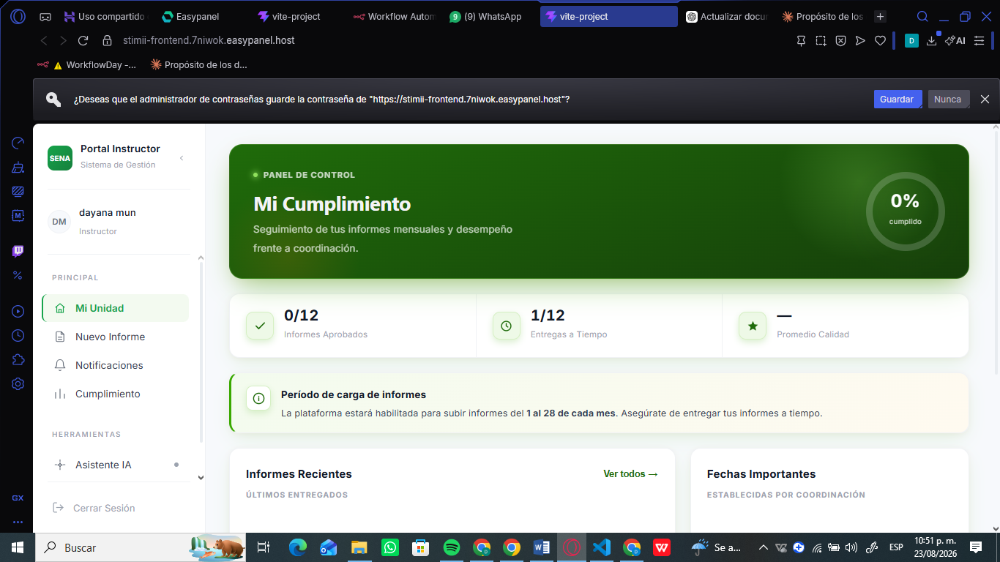 Uso compartido
Easypanel
vite-project
Workflow Autom
9
(9) WhatsApp
vite-project
Actualizar docu
Propósito de los
stimii-frontend.7niwok.easypanel.host
D
AI
WorkflowDay -...
Propósito de los d...
¿Deseas que el administrador de contraseñas guarde la contraseña de "https://stimii-frontend.7niwok.easypanel.host"?
Guardar
Nunca
SENA
Portal Instructor
Sistema de Gestión
DM
dayana mun
Instructor
PRINCIPAL
Mi Unidad
Nuevo Informe
Notificaciones
Cumplimiento
HERRAMIENTAS
Asistente IA
Cerrar Sesión
PANEL DE CONTROL
Mi Cumplimiento
Seguimiento de tus informes mensuales y desempeño
frente a coordinación.
0%
cumplido
0/12
Informes Aprobados
1/12
Entregas a Tiempo
—
Promedio Calidad
Período de carga de informes
La plataforma estará habilitada para subir informes del 1 al 28 de cada mes. Asegúrate de entregar tus informes a tiempo.
Informes Recientes
Ver todos →
ÚLTIMOS ENTREGADOS
Fechas Importantes
ESTABLECIDAS POR COORDINACIÓN
M
GX
Buscar
Se a...
ESP
10:51 p. m.
23/08/2026